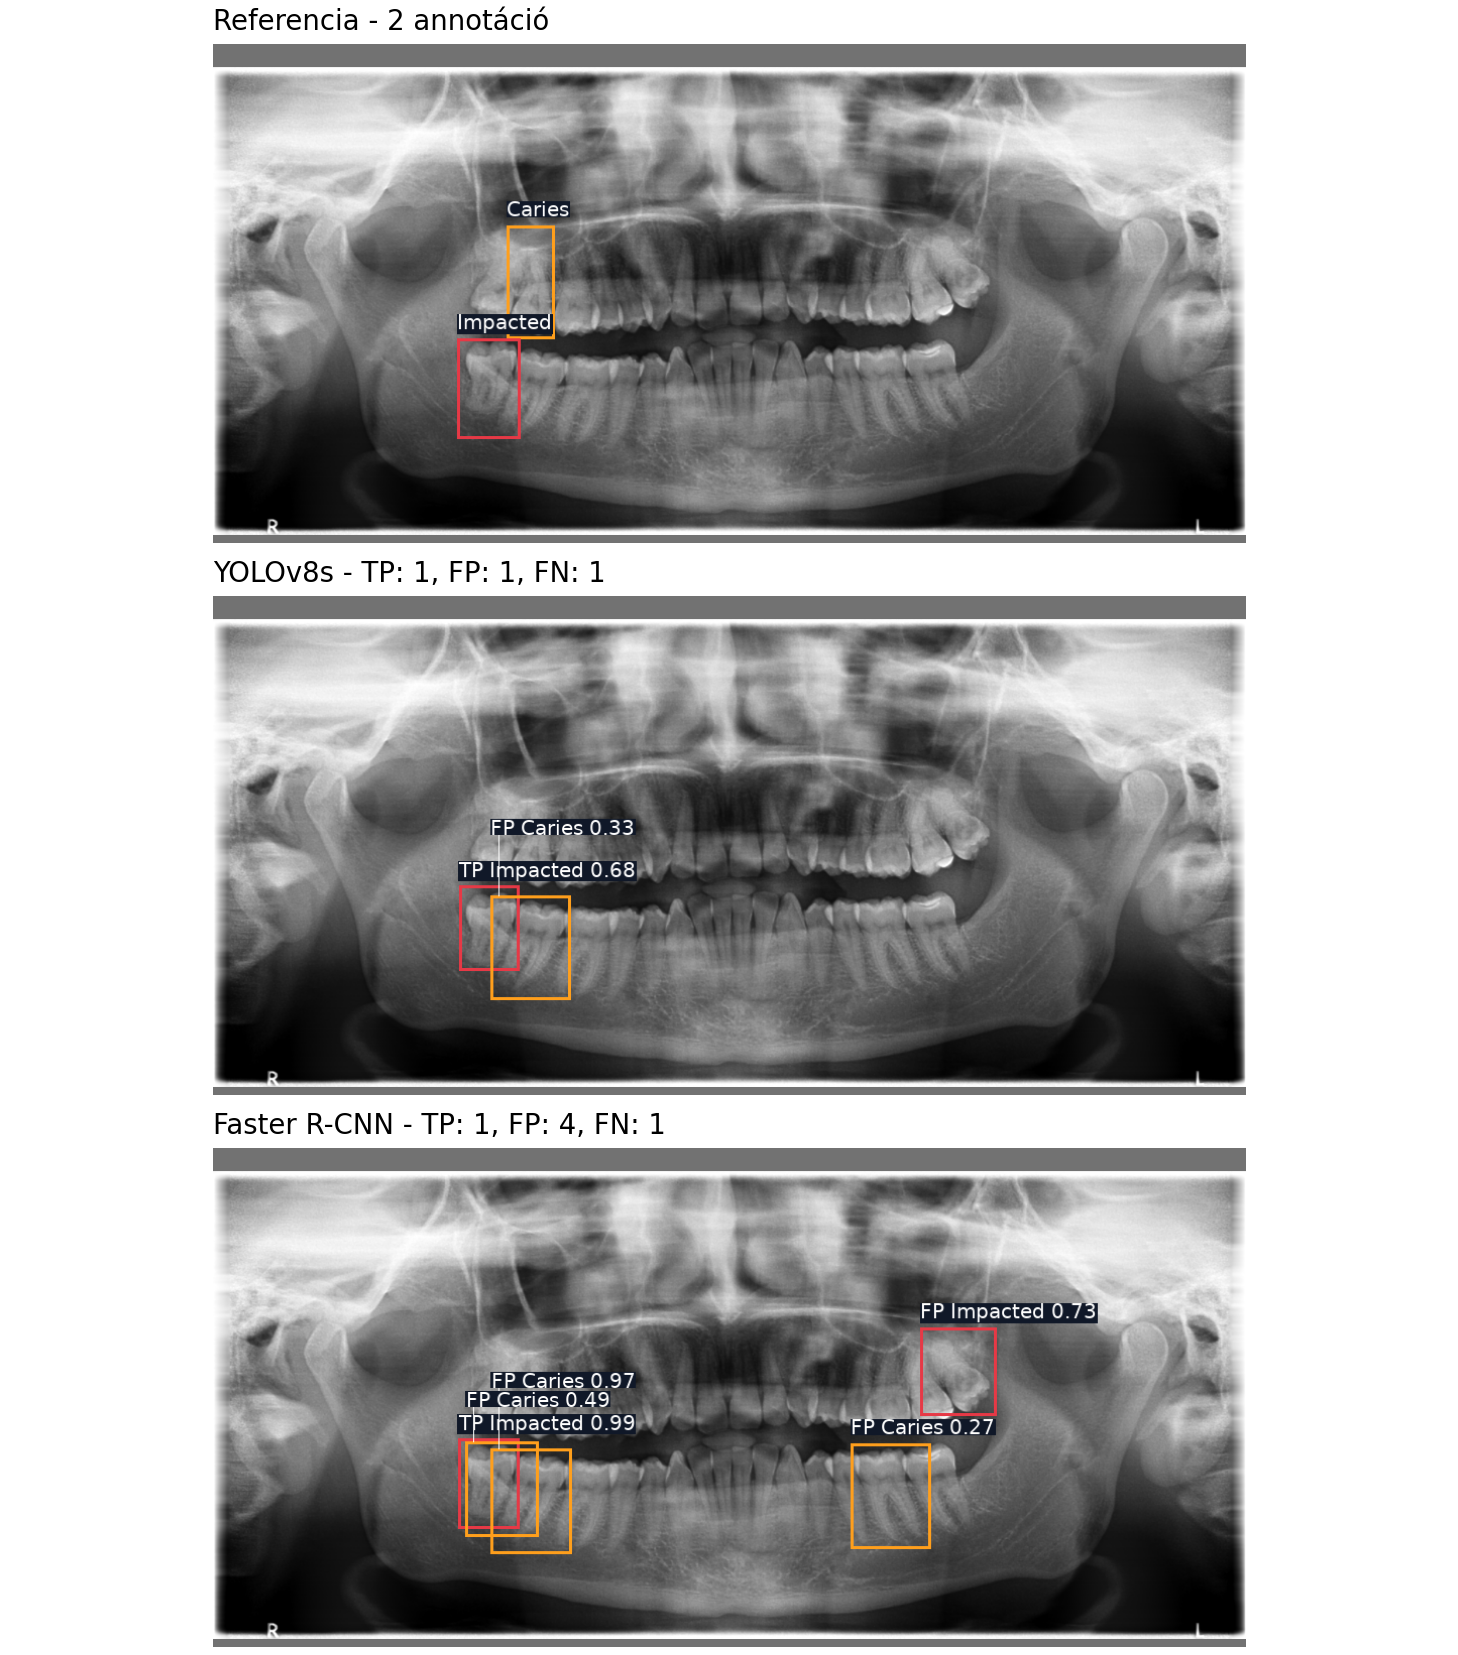 Referencia - 2 annotáció
Caries
Impacted
R
L
YOLOv8s - TP: 1, FP: 1, FN: 1
FP Caries 0.33
TP Impacted 0.68
R
L
Faster R-CNN - TP: 1, FP: 4, FN: 1
FP Impacted 0.73
FP Caries 0.97
FP Caries 0.49
TP Impacted 0.99
FP Caries 0.27
R
L